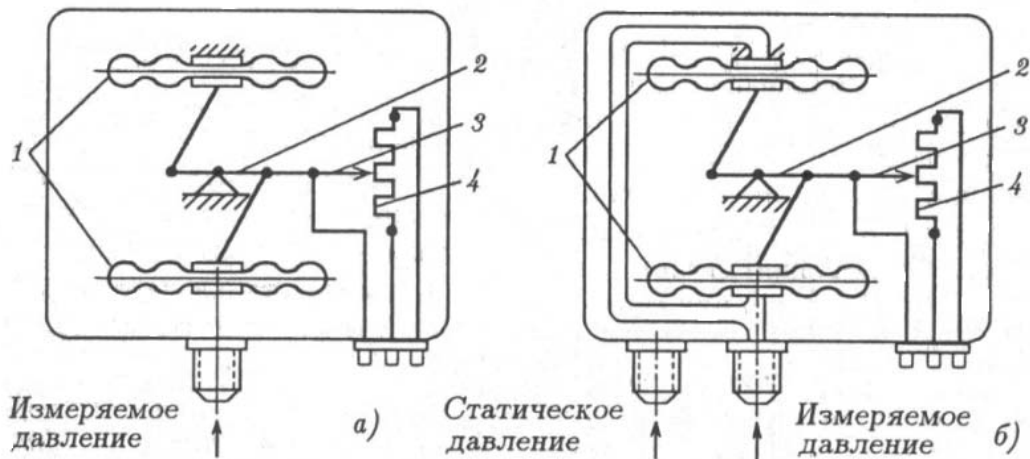 1
2
3
4
Измеряемое
давление
а)
1
2
3
4
Статическое
давление
Измеряемое
давление
б)